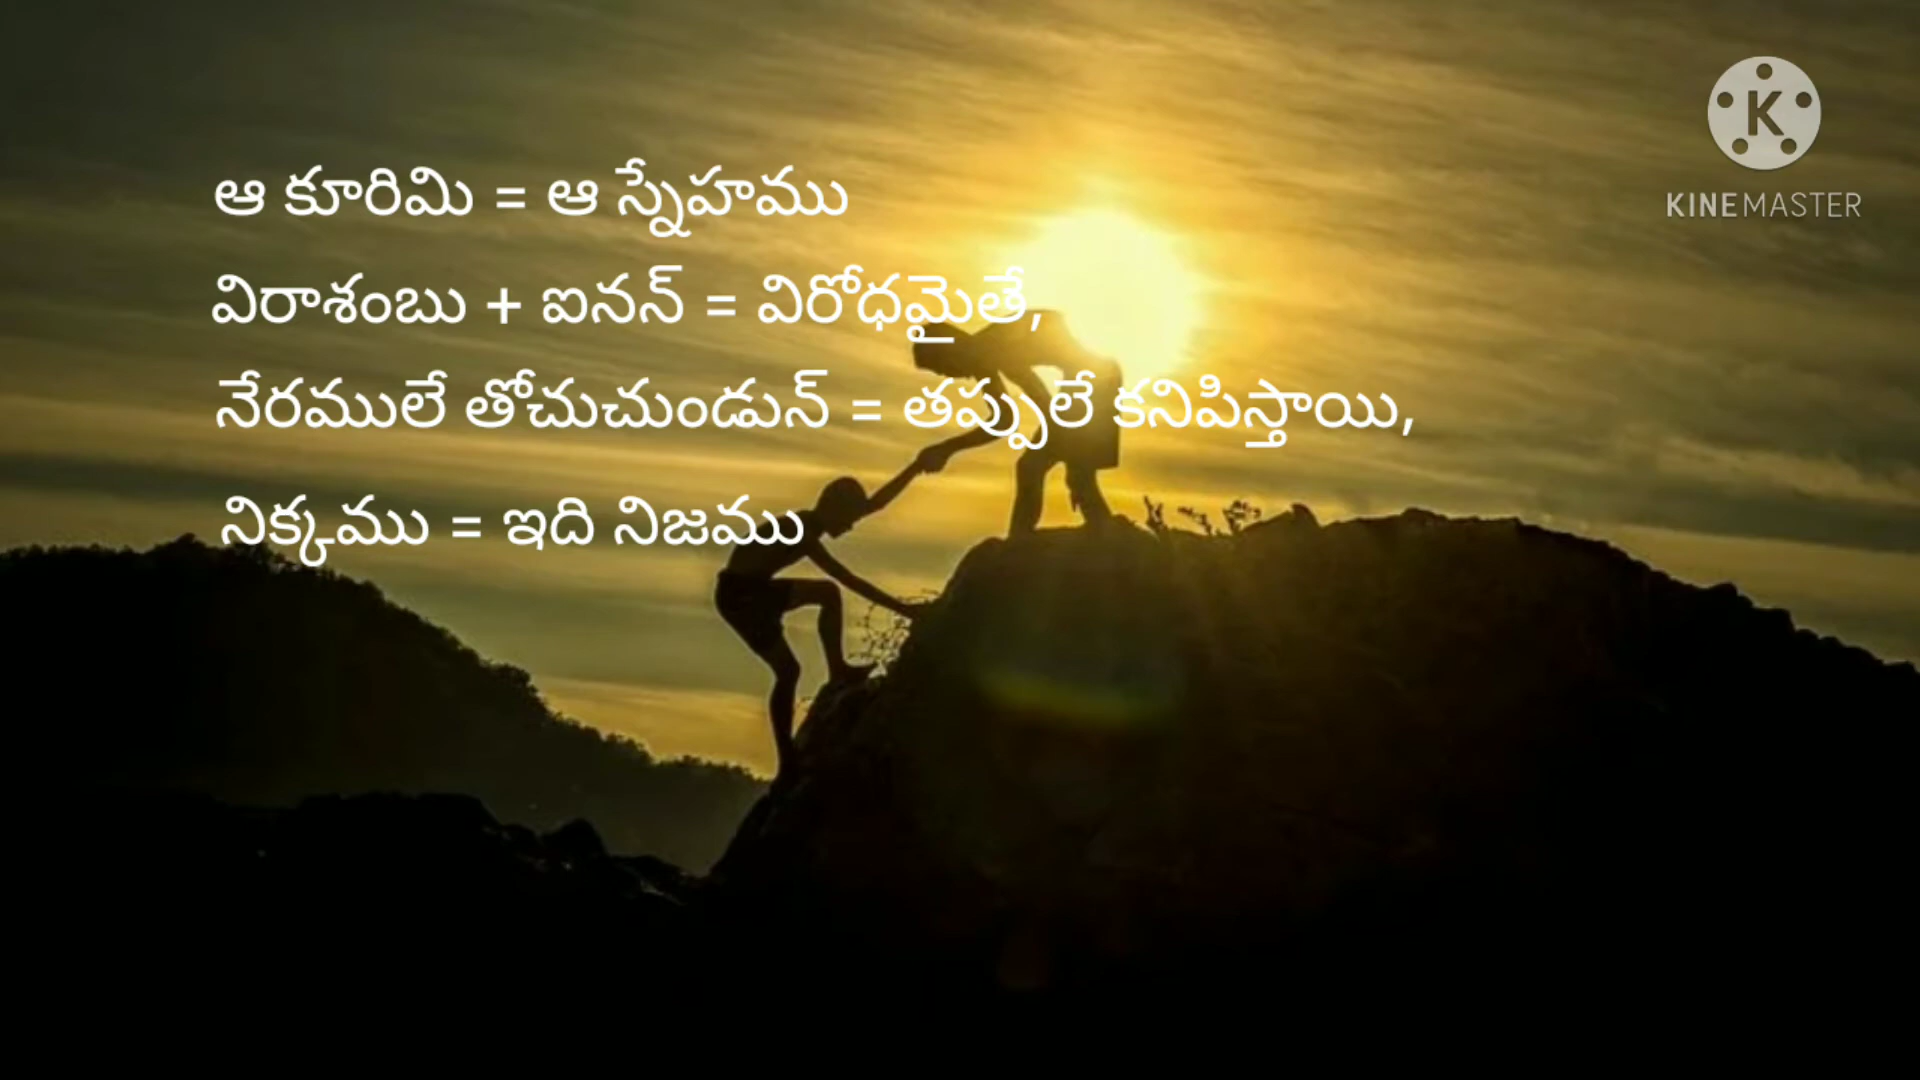 K
KINEMASTER
ఆ కూరిమి = ఆ స్నేహము
విరాశంబు + ఐనన్ = విరోధమైతే,
నేరములే తోచుచుండున్ = తప్పులే కనిపిస్తాయి,
నిక్కము = ఇది నిజము